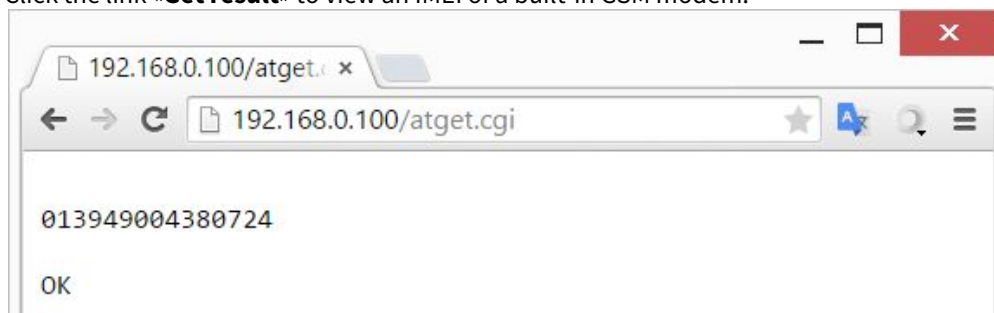 Click the link «Get result» to view an IMEI of a built-in GSM modem.
192.168.0.100/atget.c
192.168.0.100/atget.cgi
013949004380724
OK